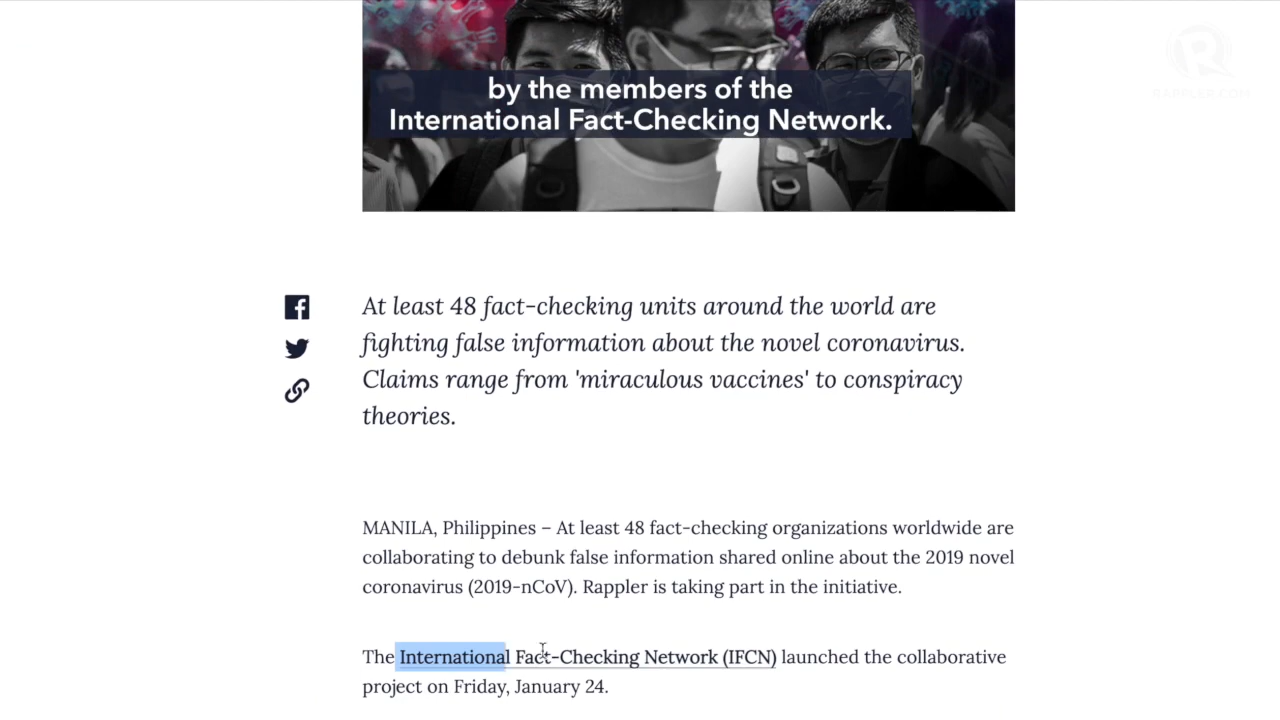 by the members of the
International Fact-Checking Network.
RAPPLER.COM
At least 48 fact-checking units around the world are
fighting false information about the novel coronavirus.
Claims range from 'miraculous vaccines' to conspiracy
theories.
MANILA, Philippines – At least 48 fact-checking organizations worldwide are
collaborating to debunk false information shared online about the 2019 novel
coronavirus (2019-nCoV). Rappler is taking part in the initiative.
The International Fact-Checking Network (IFCN) launched the collaborative
project on Friday, January 24.